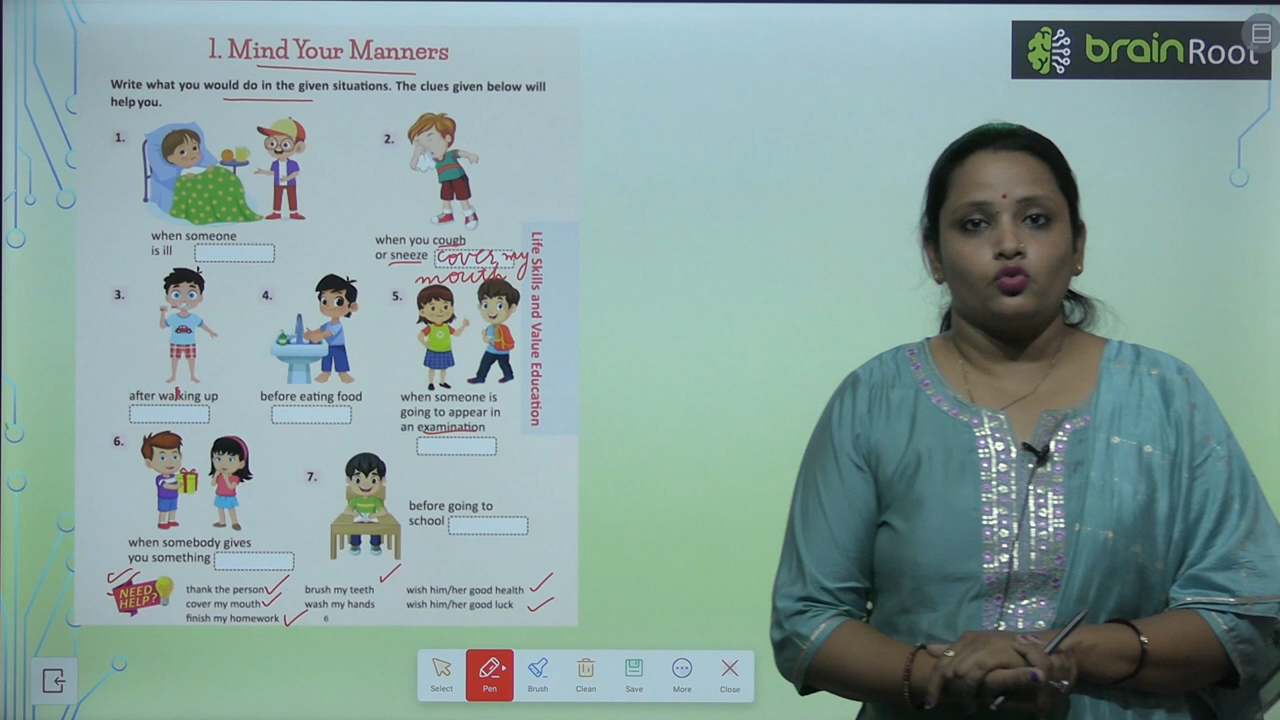 1. Mind Your Manners
Write what you would do in the given situations. The clues given below will
help you.
1.
2.
when someone
is ill
when you cough
or sneeze cover my
mouth
3.
4.
5.
after walking up
before eating food
when someone is
going to appear in
an examination
6.
7.
when somebody gives
you something
before going to
school
NEED
HELP?
thank the person
brush my teeth
wish him/her good health
cover my mouth
wash my hands
wish him/her good luck
finish my homework
6
Life Skills and Value Education
brainRoot
Select
Pen
Brush
Clean
Save
More
Close